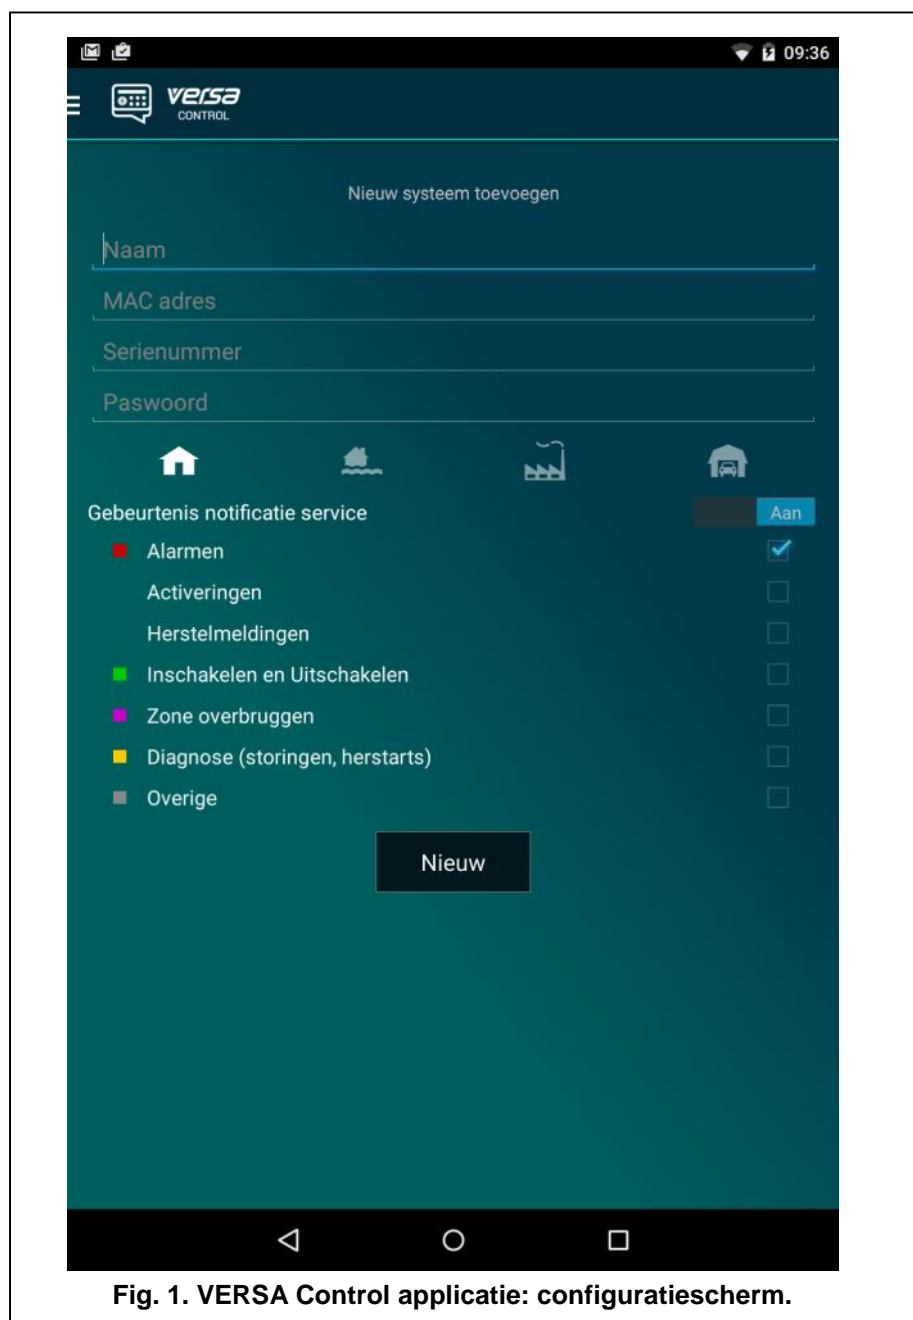 09:36
versa
CONTROL
Nieuw systeem toevoegen
Naam
MAC adres
Serienummer
Paswoord
Gebeurtenis notificatie service Aan
Alarmen
Activeringen
Herstelmeldingen
Inschakelen en Uitschakelen
Zone overbruggen
Diagnose (storingen, herstarts)
Overige
Nieuw
Fig. 1. VERSA Control applicatie: configuratiescherm.